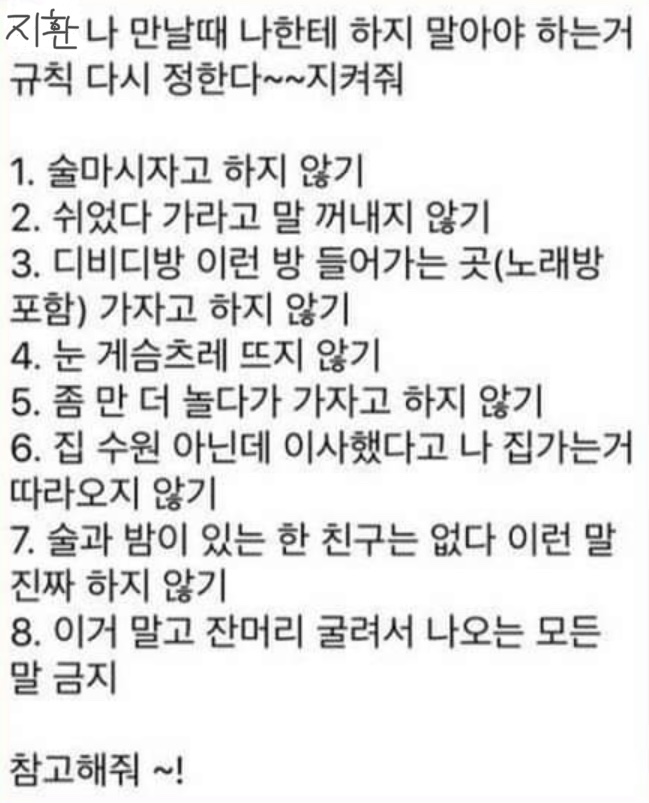 지환 나 만날때 나한테 하지 말아야 하는거
규칙 다시 정한다~~지켜줘
1. 술마시자고 하지 않기
2. 쉬었다 가라고 말 꺼내지 않기
3. 디비디방 이런 방 들어가는 곳(노래방
포함) 가자고 하지 않기
4. 눈 게슴츠레 뜨지 않기
5. 좀 만 더 놀다가 가자고 하지 않기
6. 집 수원 아닌데 이사했다고 나 집가는거
따라오지 않기
7. 술과 밤이 있는 한 친구는 없다 이런 말
진짜 하지 않기
8. 이거 말고 잔머리 굴려서 나오는 모든
말 금지
참고해줘 ~!